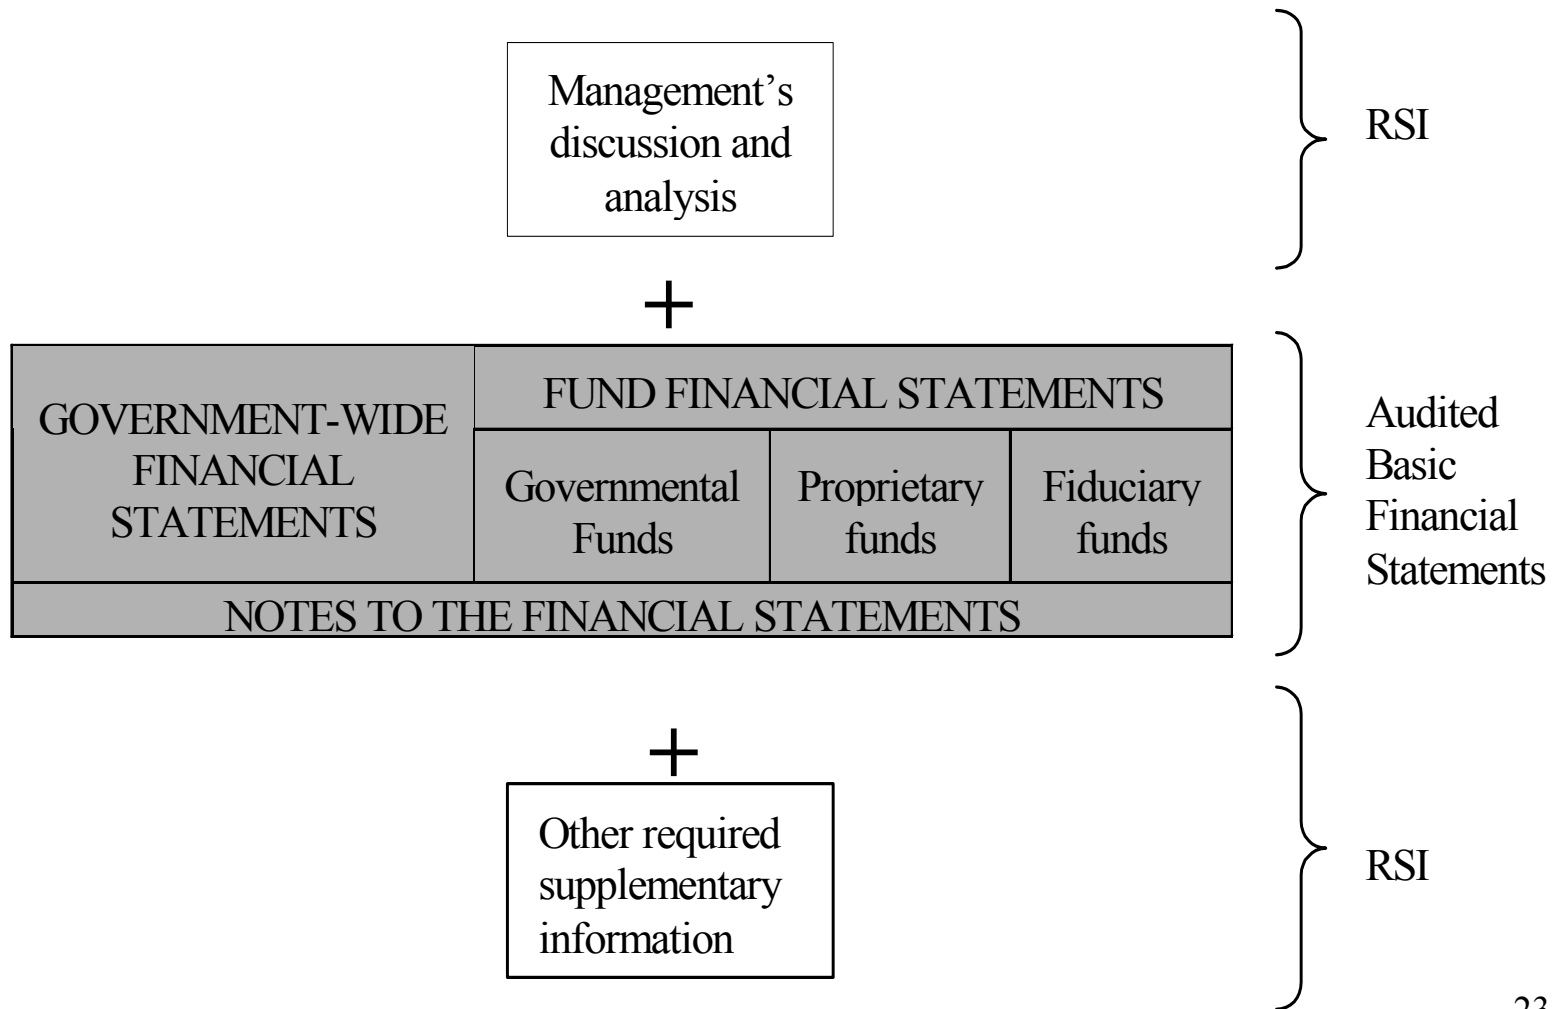 Management’s
discussion and
analysis
RSI
+
GOVERNMENT-WIDE
FINANCIAL
STATEMENTS
FUND FINANCIAL STATEMENTS
Governmental
Funds
Proprietary
funds
Fiduciary
funds
NOTES TO THE FINANCIAL STATEMENTS
Audited
Basic
Financial
Statements
+
Other required
supplementary
information
RSI
23